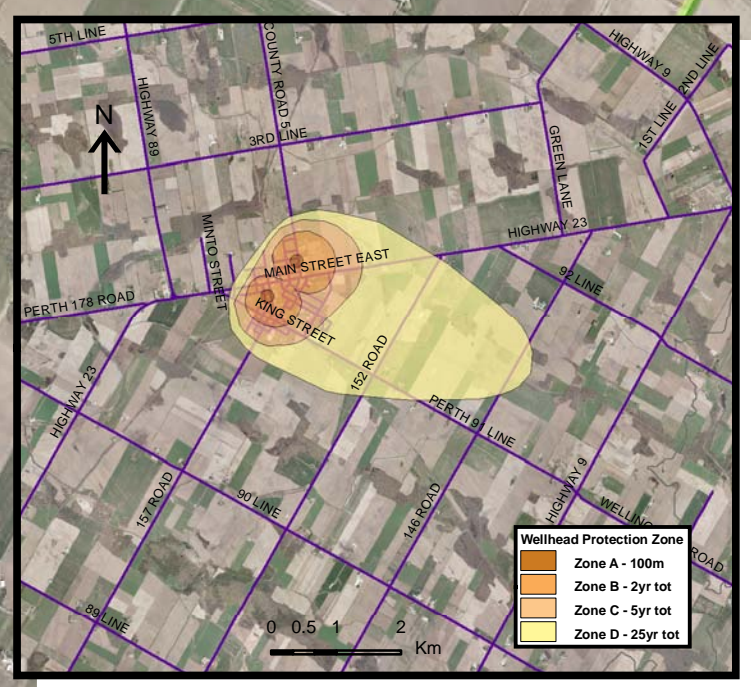 5TH LINE
HIGHWAY 89
COUNTY ROAD 5
HIGHWAY 9
2ND LINE
1ST LINE
N
3RD LINE
GREEN LANE
MINTO STREET
HIGHWAY 23
MAIN STREET EAST
PERTH 178 ROAD
KING STREET
92 LINE
152 ROAD
HIGHWAY 23
PERTH 91 LINE
157 ROAD
90 LINE
146 ROAD
HIGHWAY 9
ROAD
89 LINE
Wellhead Protection Zone
Zone A - 100m
Zone B - 2yr tot
Zone C - 5yr tot
Zone D - 25yr tot
0 0.5 1 2
Km